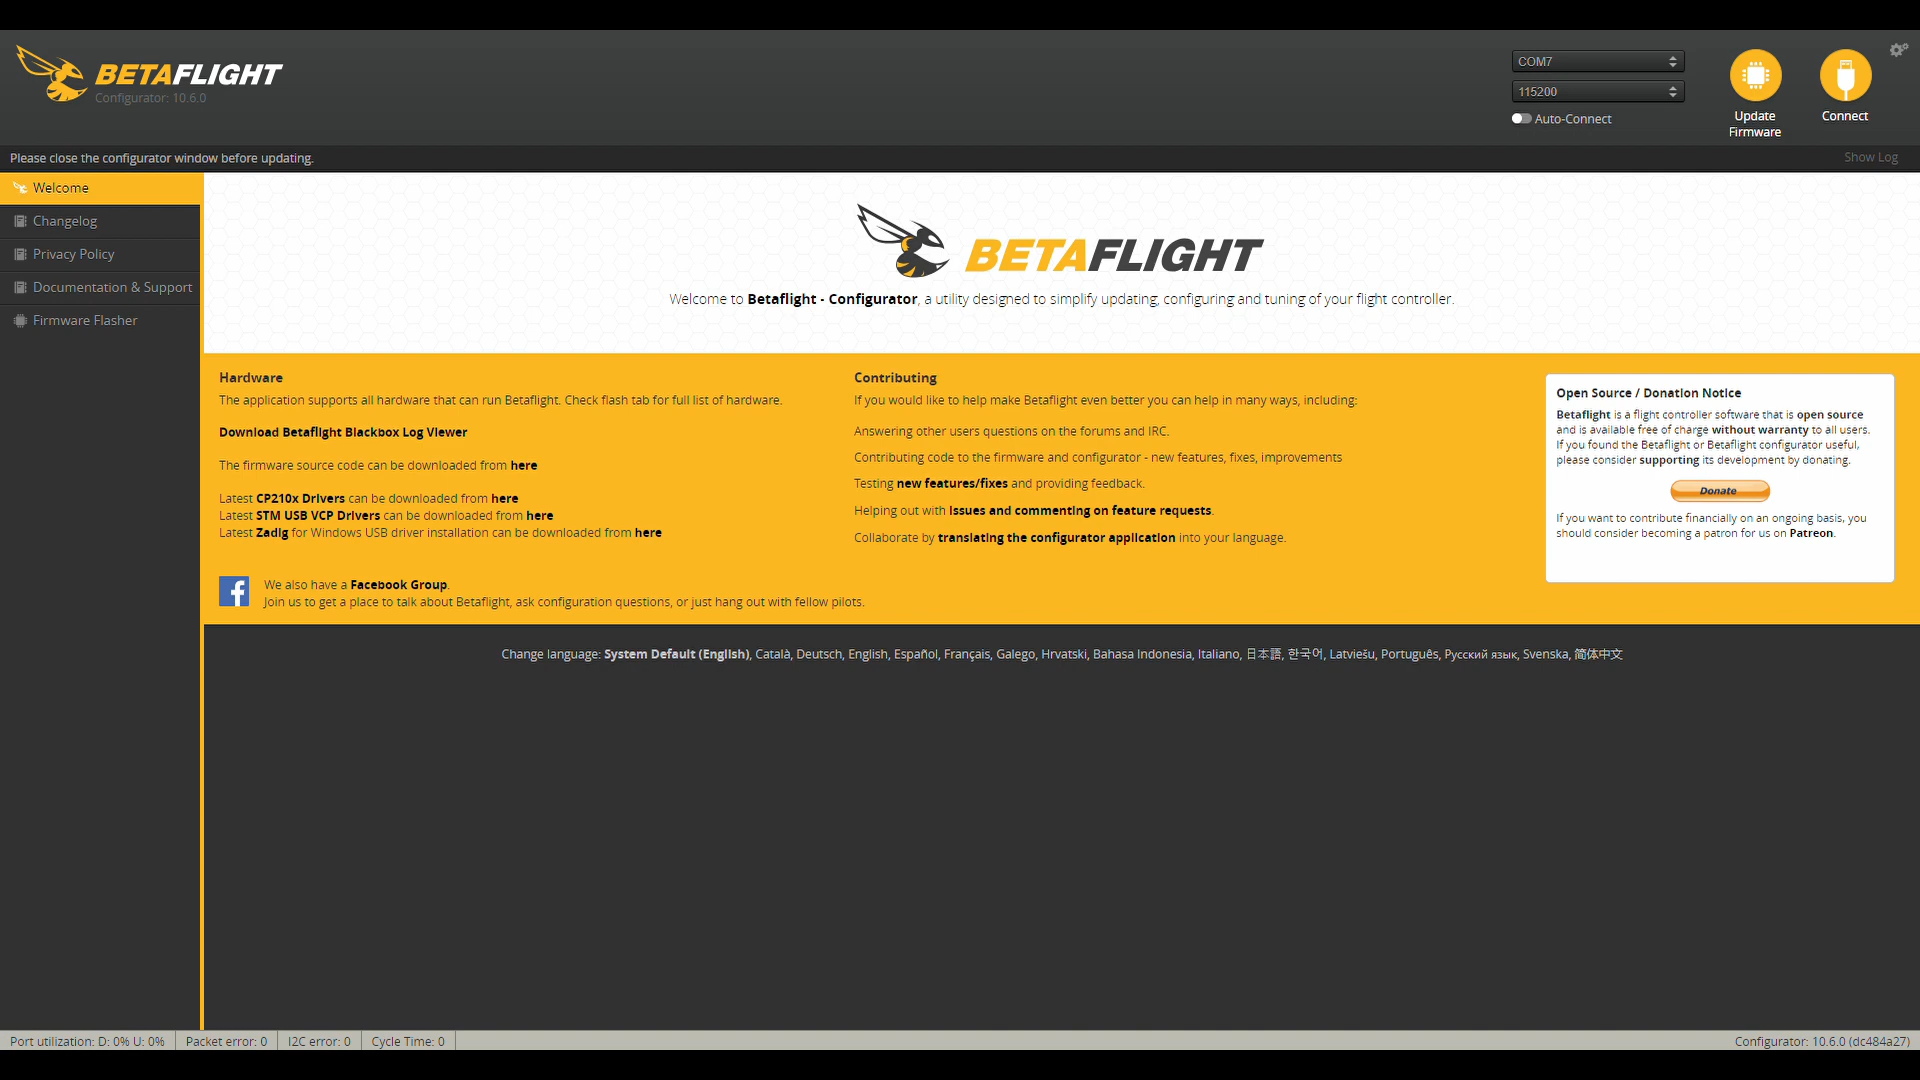 BETAFLIGHT
Configurator: 10.6.0
COM7
115200
Auto-Connect
Update
Firmware
Connect
Please close the configurator window before updating.
Show Log
Welcome
Changelog
Privacy Policy
Documentation & Support
Firmware Flasher
BETAFLIGHT
Welcome to Betaflight - Configurator, a utility designed to simplify updating, configuring and tuning of your flight controller.
Hardware
The application supports all hardware that can run Betaflight. Check flash tab for full list of hardware.
Download Betaflight Blackbox Log Viewer
The firmware source code can be downloaded from here
Latest CP210x Drivers can be downloaded from here
Latest STM USB VCP Drivers can be downloaded from here
Latest Zadig for Windows USB driver installation can be downloaded from here
We also have a Facebook Group.
Join us to get a place to talk about Betaflight, ask configuration questions, or just hang out with fellow pilots.
Contributing
If you would like to help make Betaflight even better you can help in many ways, including:
Answering other users questions on the forums and IRC.
Contributing code to the firmware and configurator - new features, fixes, improvements
Testing new features/fixes and providing feedback.
Helping out with issues and commenting on feature requests.
Collaborate by translating the configurator application into your language.
Open Source / Donation Notice
Betaflight is a flight controller software that is open source
and is available free of charge without warranty to all users.
If you found the Betaflight or Betaflight configurator useful,
please consider supporting its development by donating.
Donate
If you want to contribute financially on an ongoing basis, you
should consider becoming a patron for us on Patreon.
Change language: System Default (English), Català, Deutsch, English, Español, Français, Galego, Hrvatski, Bahasa Indonesia, Italiano, 日本語, 한국어, Latviešu, Português, Русский язык, Svenska, 简体中文
Port utilization: D: 0% U: 0%
Packet error: 0
I2C error: 0
Cycle Time: 0
Configurator: 10.6.0 (dc484a27)